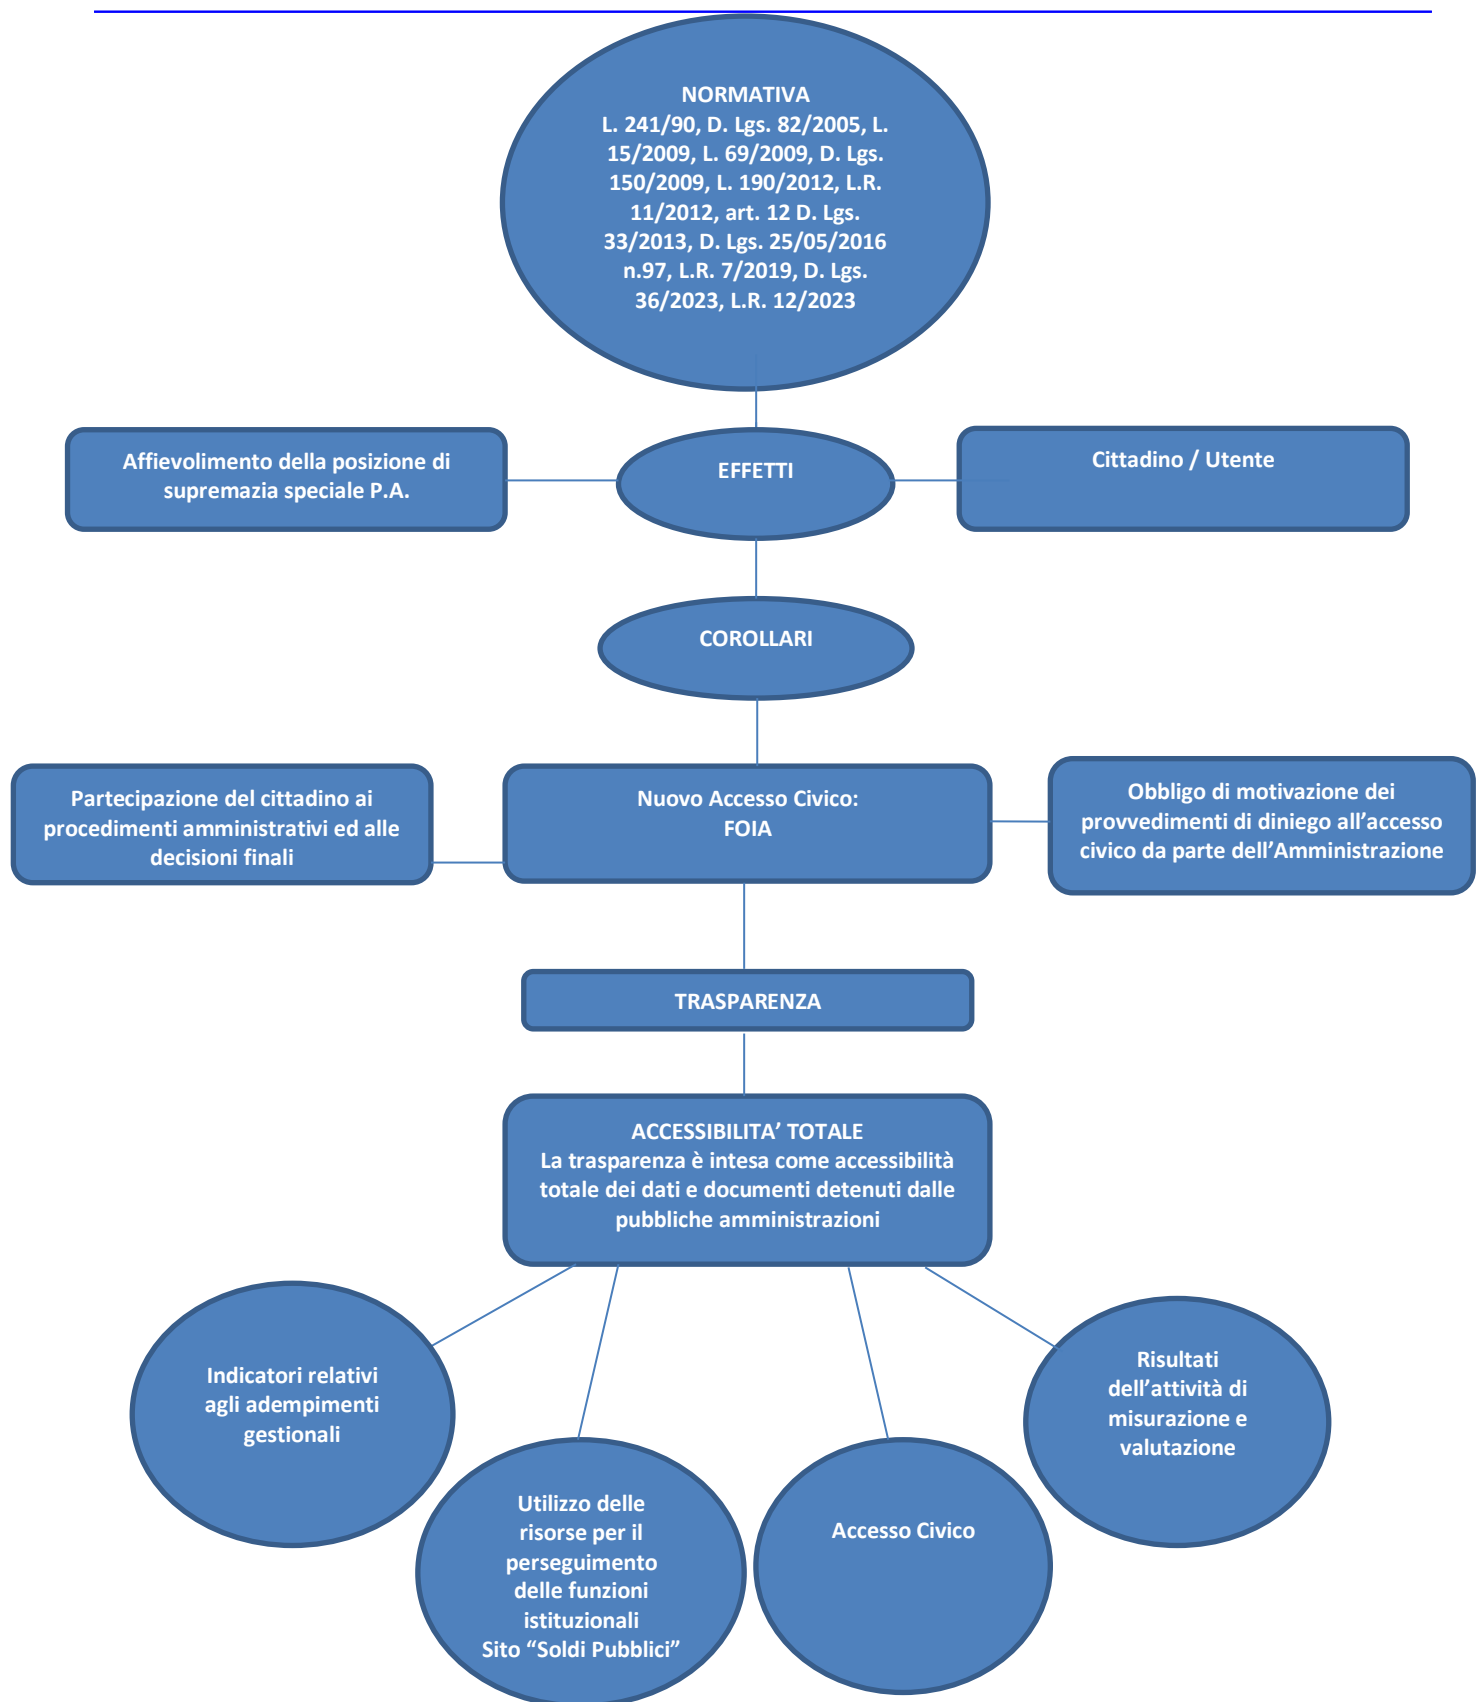 NORMATIVA
L. 241/90, D. Lgs. 82/2005, L.
15/2009, L. 69/2009, D. Lgs.
150/2009, L. 190/2012, L.R.
11/2012, art. 12 D. Lgs.
33/2013, D. Lgs. 25/05/2016
n.97, L.R. 7/2019, D. Lgs.
36/2023, L.R. 12/2023
Affievolimento della posizione di
supremazia speciale P.A.
EFFETTI
Cittadino / Utente
COROLLARI
Partecipazione del cittadino ai
procedimenti amministrativi ed alle
decisioni finali
Nuovo Accesso Civico:
FOIA
Obbligo di motivazione dei
provvedimenti di diniego all’accesso
civico da parte dell’Amministrazione
TRASPARENZA
ACCESSIBILITA’ TOTALE
La trasparenza è intesa come accessibilità
totale dei dati e documenti detenuti dalle
pubbliche amministrazioni
Indicatori relativi
agli adempimenti
gestionali
Utilizzo delle
risorse per il
perseguimento
delle funzioni
istituzionali
Sito “Soldi Pubblici”
Accesso Civico
Risultati
dell’attività di
misurazione e
valutazione